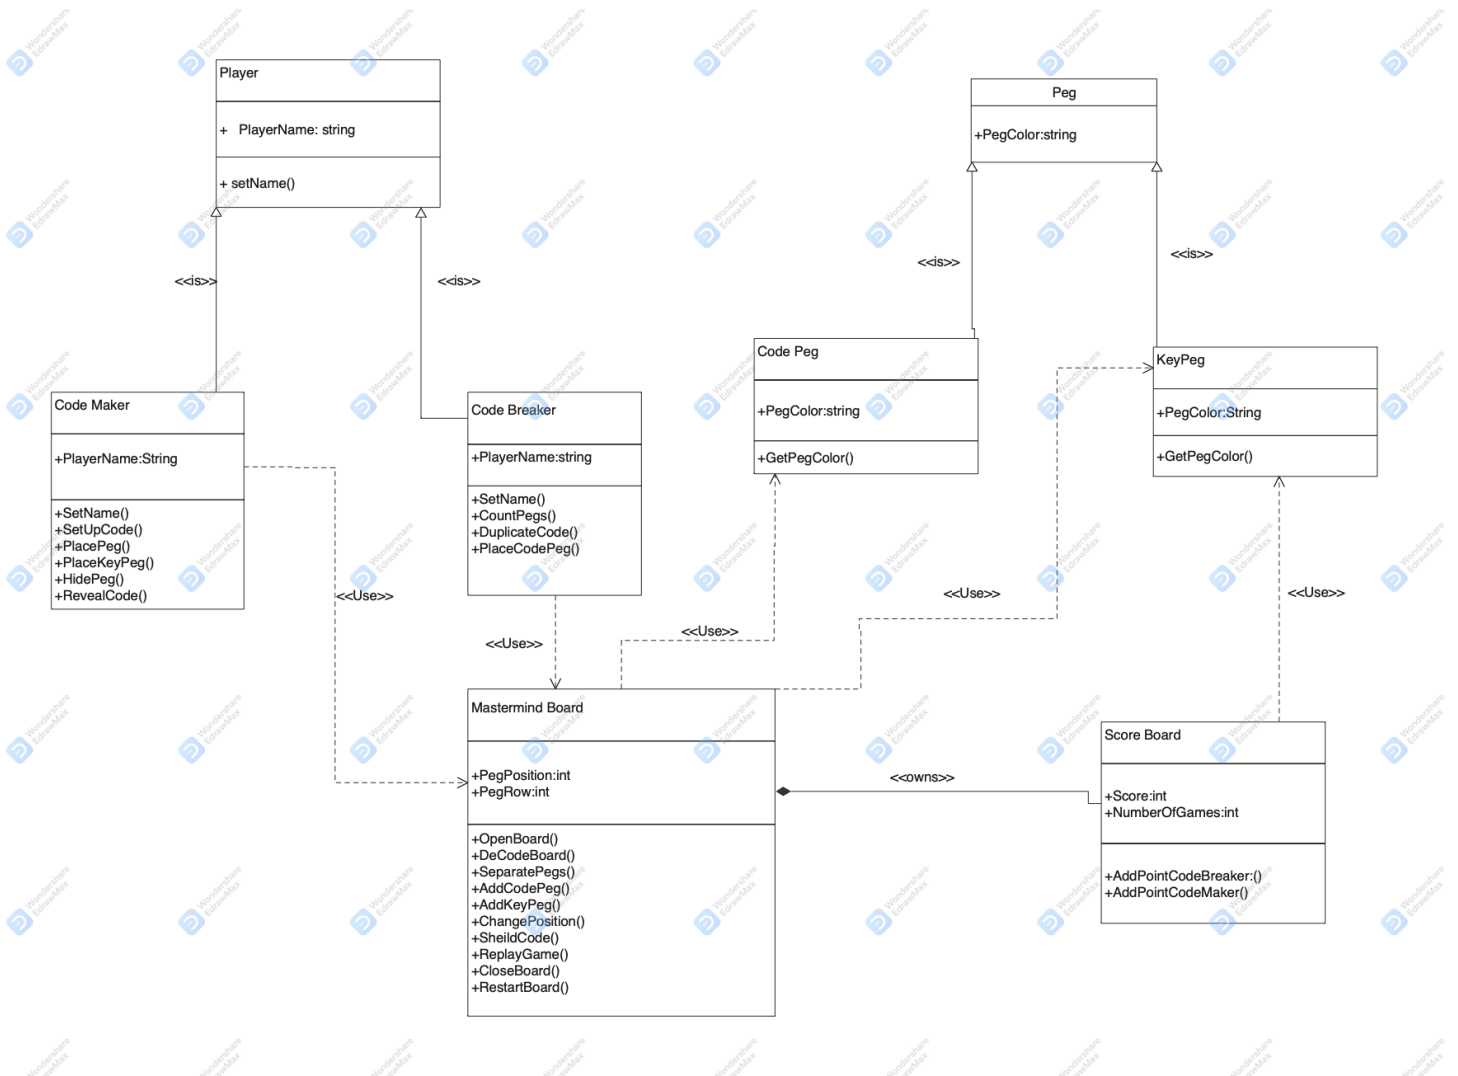 Player
+ PlayerName: string
+ setName()
Peg
+PegColor:string
<<is>>
<<is>>
<<is>>
<<is>>
Code Maker
+PlayerName:String
+SetName()
+SetUpCode()
+PlacePeg()
+PlaceKeyPeg()
+HidePeg()
+RevealCode()
Code Breaker
+PlayerName:string
+SetName()
+CountPegs()
+DuplicateCode()
+PlaceCodePeg()
Code Peg
+PegColor:string
+GetPegColor()
KeyPeg
+PegColor:String
+GetPegColor()
<<Use>>
<<Use>>
<<Use>>
<<Use>>
<<Use>>
Mastermind Board
+PegPosition:int
+PegRow:int
+OpenBoard()
+DeCodeBoard()
+SeparatePegs()
+AddCodePeg()
+AddKeyPeg()
+ChangePosition()
+SheildCode()
+ReplayGame()
+CloseBoard()
+RestartBoard()
<<owns>>
Score Board
+Score:int
+NumberOfGames:int
+AddPointCodeBreaker:()
+AddPointCodeMaker()
Wondershare
EdrawMax